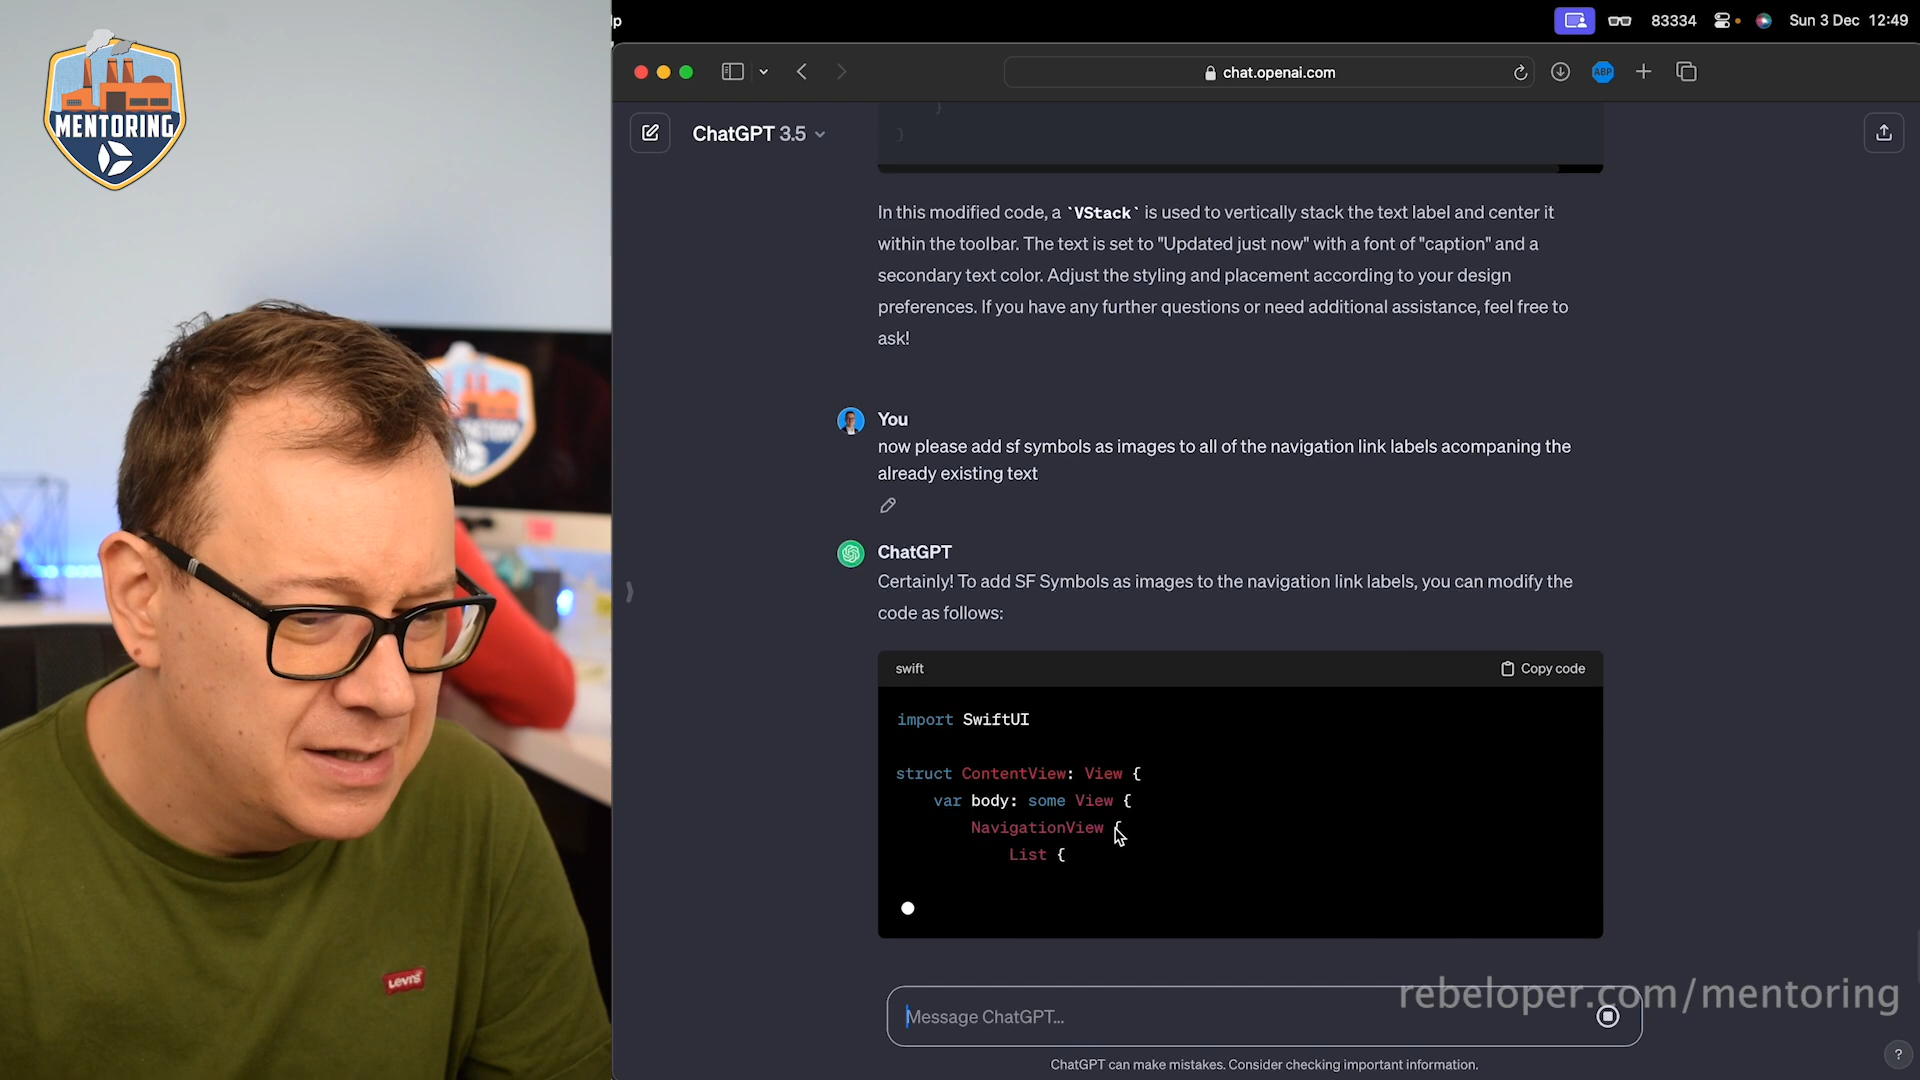 lp
83334
Sun 3 Dec 12:49
MENTORING
chat.openai.com
ABP
ChatGPT 3.5
}
}
In this modified code, a `VStack` is used to vertically stack the text label and center it
within the toolbar. The text is set to "Updated just now" with a font of "caption" and a
secondary text color. Adjust the styling and placement according to your design
preferences. If you have any further questions or need additional assistance, feel free to
ask!
You
now please add sf symbols as images to all of the navigation link labels acompaning the
already existing text
ChatGPT
Certainly! To add SF Symbols as images to the navigation link labels, you can modify the
code as follows:
swift
Copy code
import SwiftUI
struct ContentView: View {
var body: some View {
NavigationView {
List {
Levi's
rebeloper.com/mentoring
Message ChatGPT...
ChatGPT can make mistakes. Consider checking important information.
?